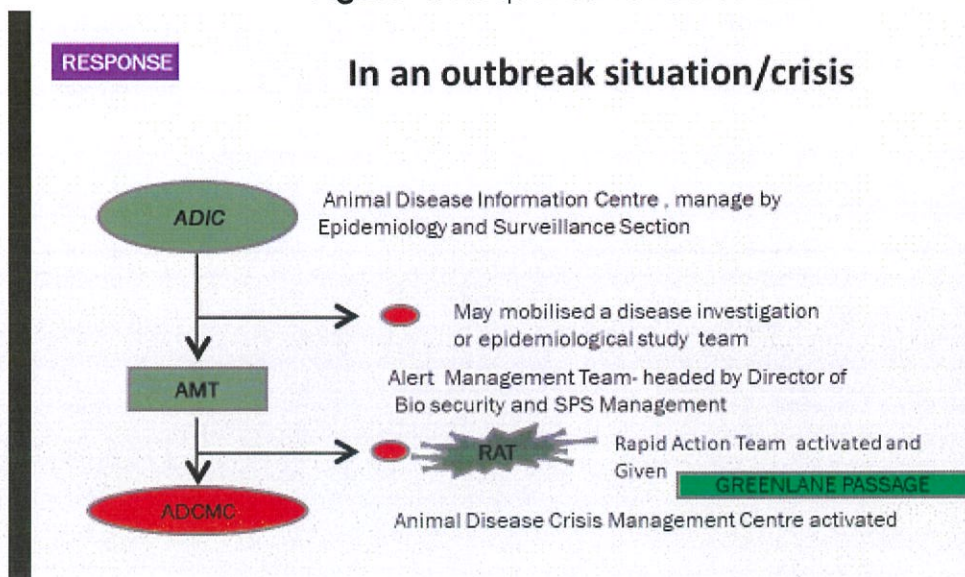 RESPONSE
In an outbreak situation/crisis
ADIC
Animal Disease Information Centre , manage by
Epidemiology and Surveillance Section
May mobilised a disease investigation
or epidemiological study team
AMT
Alert Management Team- headed by Director of
Bio security and SPS Management
RAT
Rapid Action Team activated and
Given
GREENLANE PASSAGE
ADCMC
Animal Disease Crisis Management Centre activated